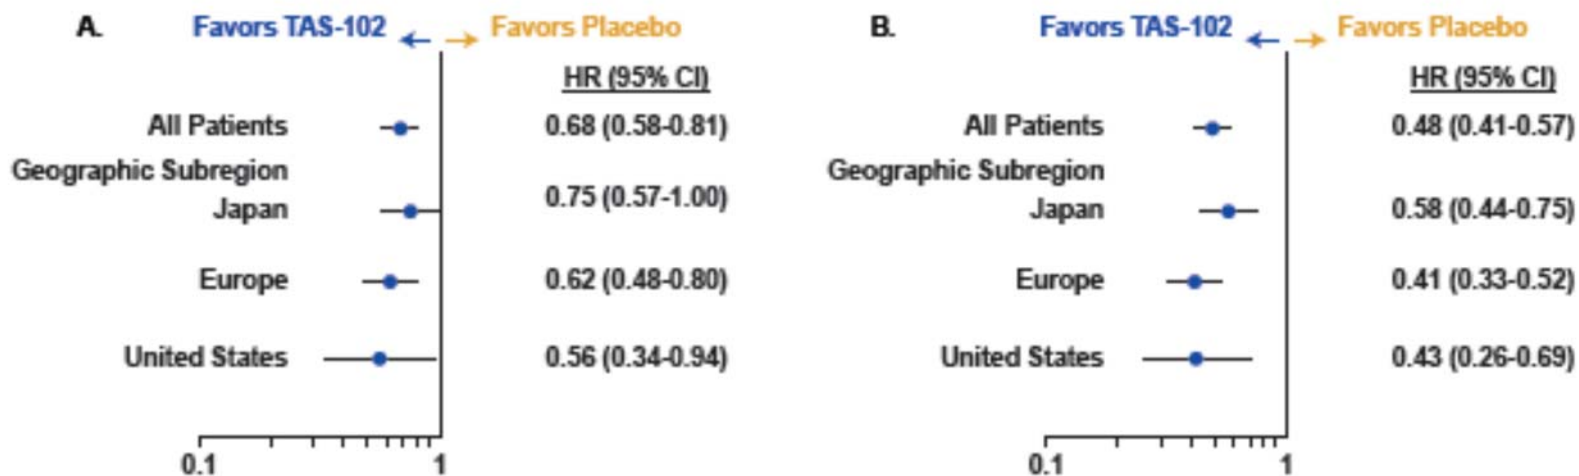 A. Favors TAS-102 ← → Favors Placebo
HR (95% CI)
All Patients 0.68 (0.58-0.81)
Geographic Subregion
Japan 0.75 (0.57-1.00)
Europe 0.62 (0.48-0.80)
United States 0.56 (0.34-0.94)
0.1 1
B. Favors TAS-102 ← → Favors Placebo
HR (95% CI)
All Patients 0.48 (0.41-0.57)
Geographic Subregion
Japan 0.58 (0.44-0.75)
Europe 0.41 (0.33-0.52)
United States 0.43 (0.26-0.69)
0.1 1